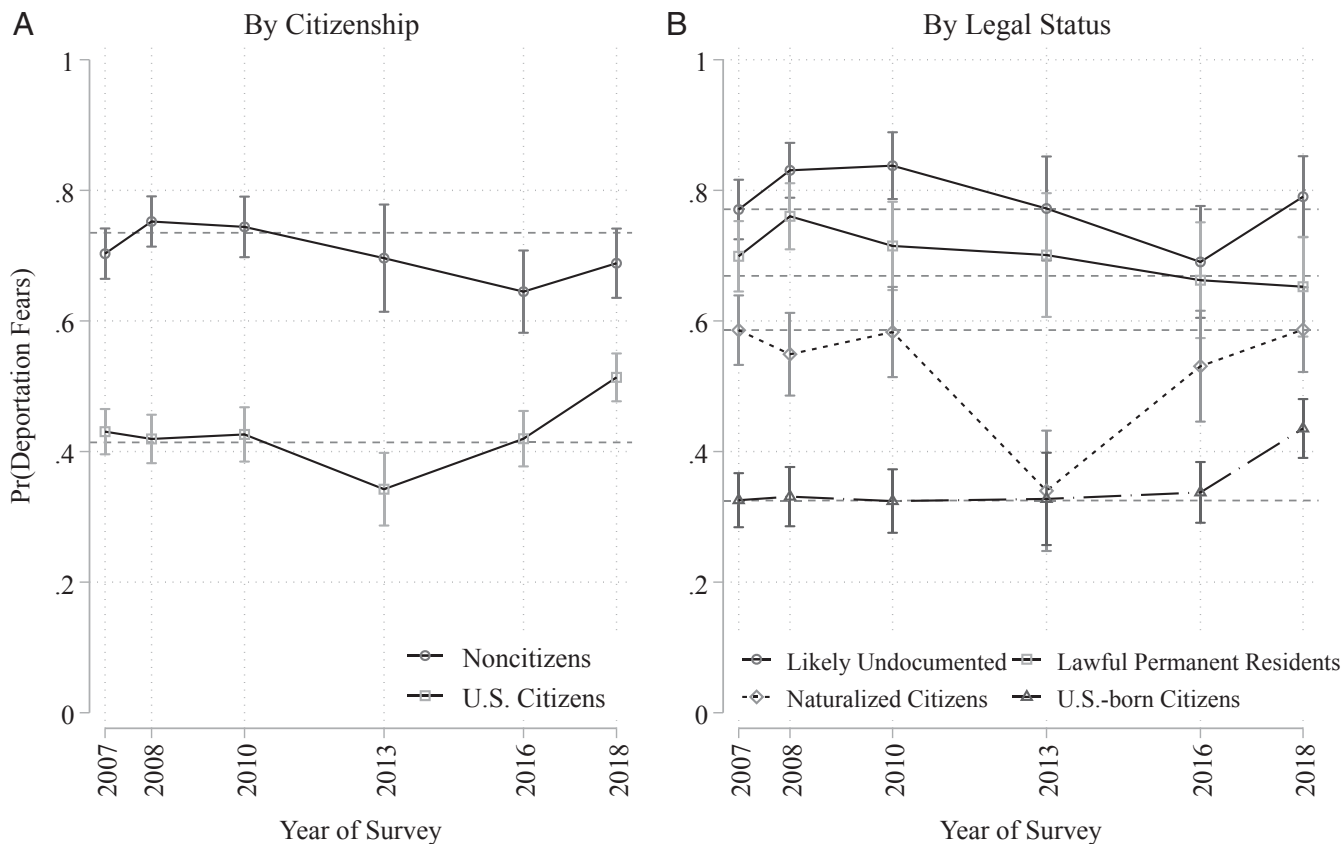 A By Citizenship
1
.8
.6
.4
.2
0
Pr(Deportation Fears)
Noncitizens
U.S. Citizens
2007 2008 2010 2013 2016 2018
Year of Survey
B By Legal Status
1
.8
.6
.4
.2
0
Likely Undocumented Lawful Permanent Residents
Naturalized Citizens U.S.-born Citizens
2007 2008 2010 2013 2016 2018
Year of Survey